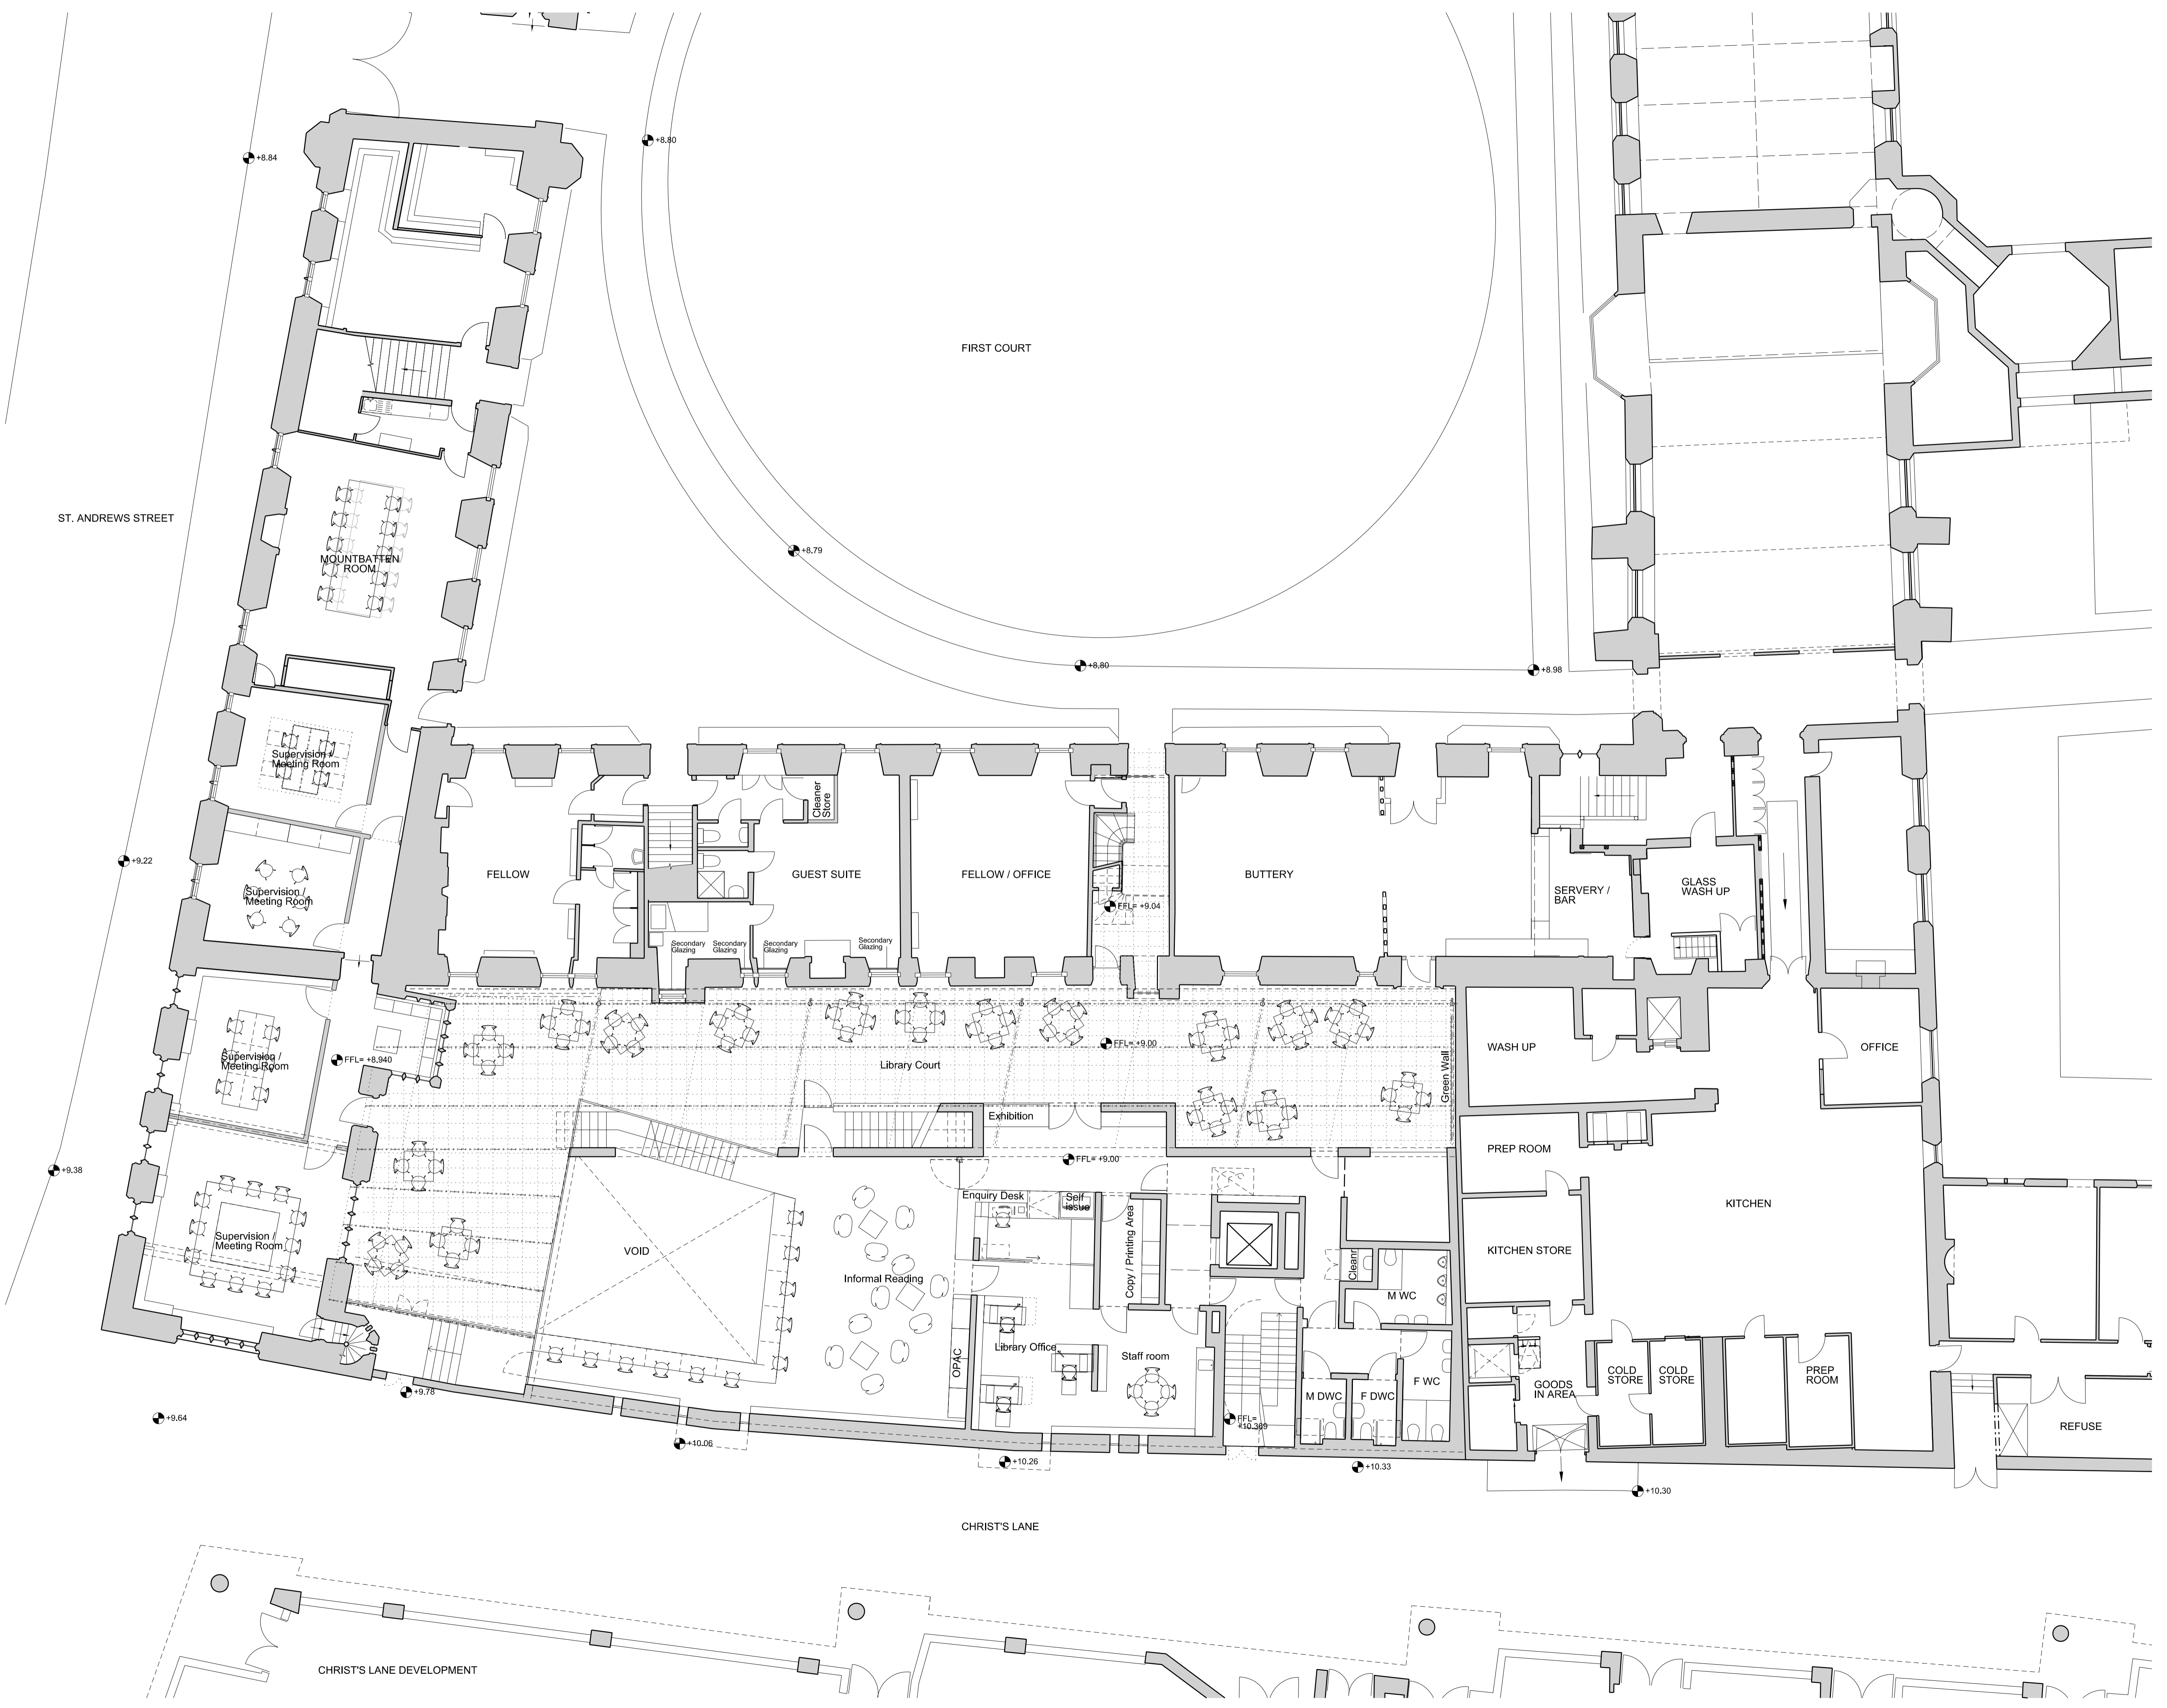 +8.80
+8.84
FIRST COURT
ST. ANDREWS STREET
+8.79
MOUNTBATTEN
ROOM
+8.80
+8.98
Supervision /
Meeting Room
Cleaner
Store
+9.22
FELLOW
GUEST SUITE
FELLOW / OFFICE
BUTTERY
SERVERY /
BAR
GLASS
WASH UP
Supervision /
Meeting Room
FFL= +9.04
Secondary
Glazing
Secondary
Glazing
Secondary
Glazing
Secondary
Glazing
Supervision /
Meeting Room
FFL= +8.940
Library Court
FFL= +9.00
Green Wall
WASH UP
OFFICE
Exhibition
PREP ROOM
+9.38
FFL= +9.00
Enquiry Desk
Self
issue
KITCHEN
Supervision /
Meeting Room
VOID
Copy / Printing Area
KITCHEN STORE
Cleanr
Informal Reading
M WC
Library Office
Staff room
OPAC
COLD
STORE
COLD
STORE
PREP
ROOM
GOODS
IN AREA
M DWC
F DWC
F WC
+9.78
+9.64
FFL=
+10.369
REFUSE
+10.06
+10.26
+10.33
+10.30
CHRIST'S LANE
CHRIST'S LANE DEVELOPMENT